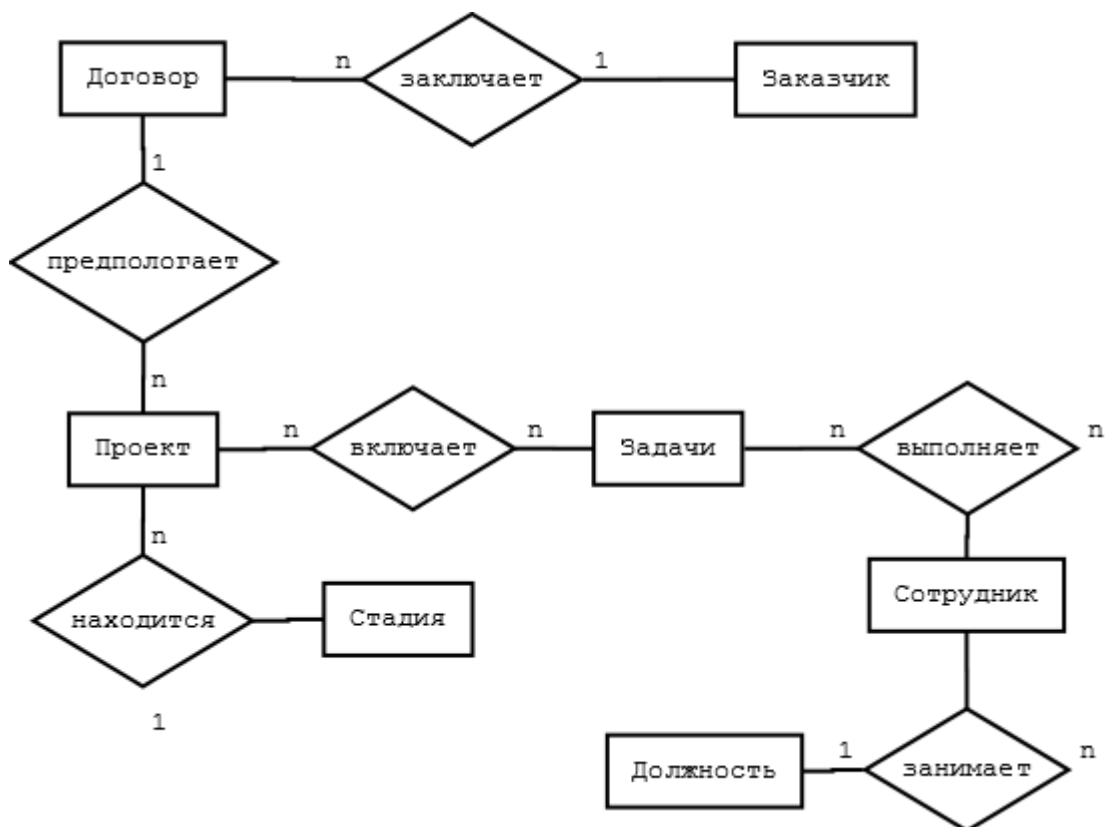 Договор
n
заключает
1
Заказчик
1
предпологает
n
Проект
n
включает
n
Задачи
n
выполняет
n
n
находится
Стадия
1
Сотрудник
Должность
1
занимает
n